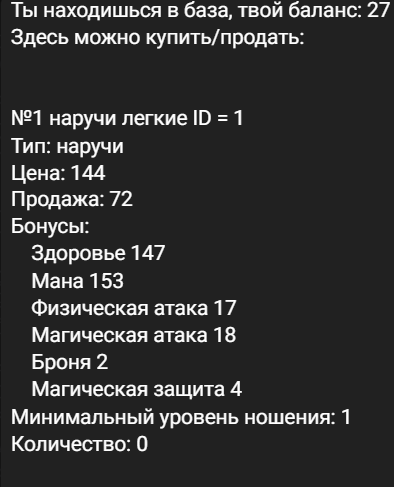 Ты находишься в база, твой баланс: 27
Здесь можно купить/продать:
№1 наручи легкие ID = 1
Тип: наручи
Цена: 144
Продажа: 72
Бонусы:
Здоровье 147
Мана 153
Физическая атака 17
Магическая атака 18
Броня 2
Магическая защита 4
Минимальный уровень ношения: 1
Количество: 0